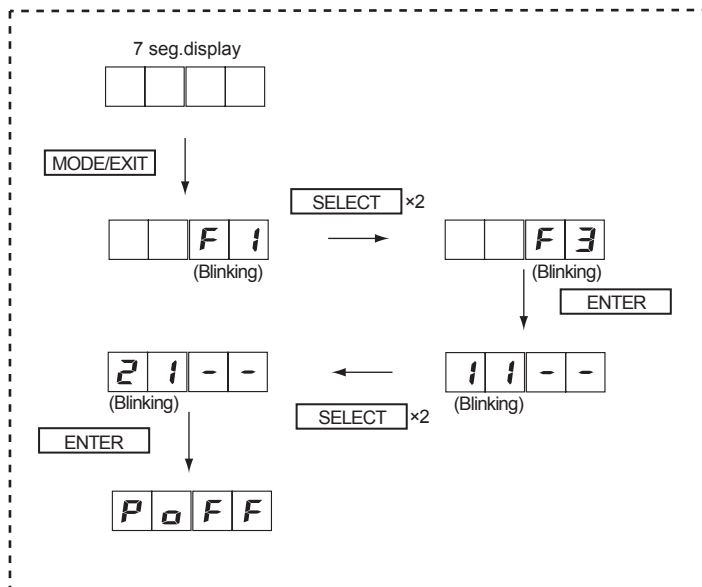 7 seg.display
MODE/EXIT
SELECT ×2
F 1
(Blinking)
F 3
(Blinking)
ENTER
2 1 - -
(Blinking)
1 1 - -
(Blinking)
SELECT ×2
ENTER
P o F F